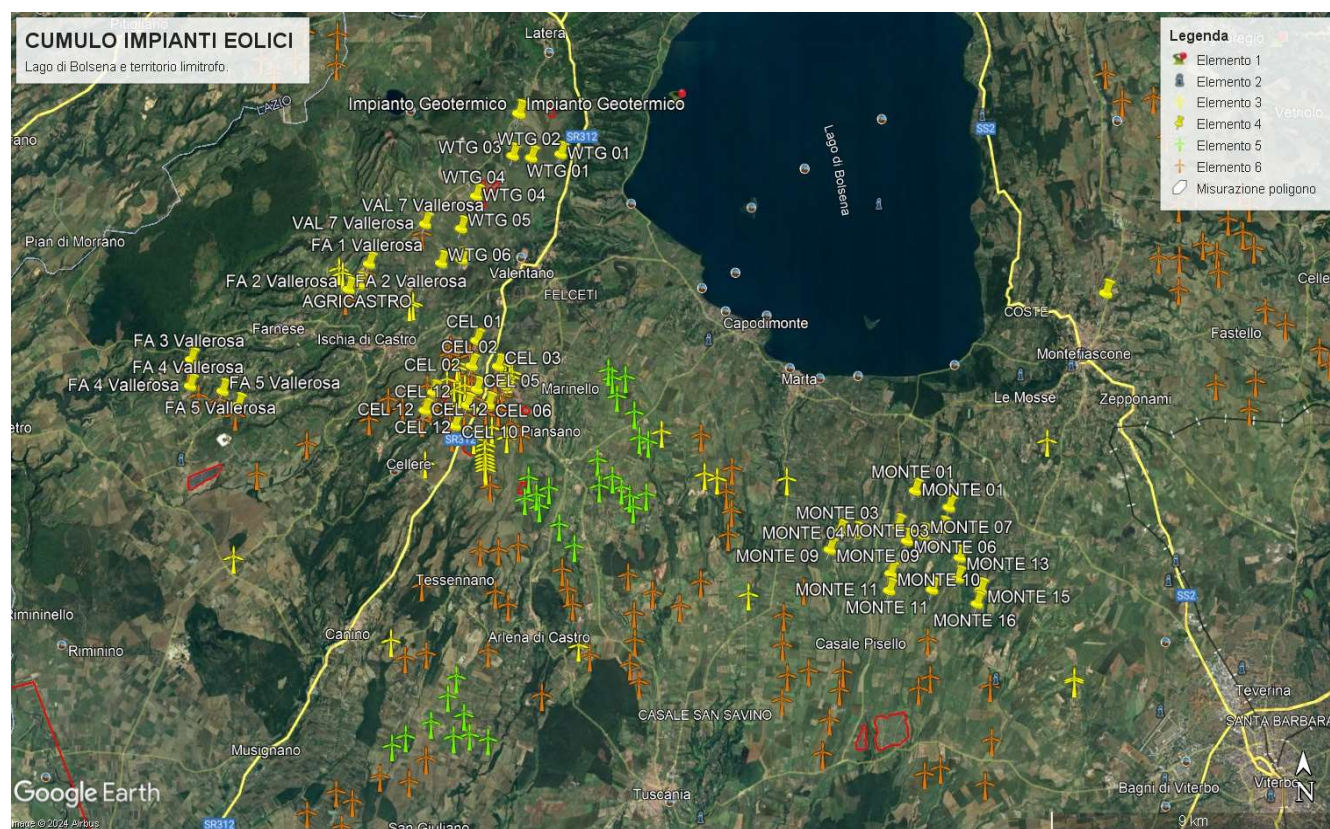 CUMULO IMPIANTI EOLICI
Lago di Bolsena e territorio limitrofo.
Pitigliano
Latera
Legenda
Elemento 1
Elemento 2
Elemento 3
Elemento 4
Elemento 5
Elemento 6
Misurazione poligono
LAZIO
Impianto Geotermico
Impianto Geotermico
SR312
SS2
Lago di Bolsena
WTG 02
WTG 03
WTG 01
WTG 01
WTG 04
WTG 04
VAL 7 Vallerosa
VAL 7 Vallerosa
WTG 05
Pian di Morrano
FA 1 Vallerosa
WTG 06
Valentano
FA 2 Vallerosa
FA 2 Vallerosa
AGRICASTRO
FELCETI
COSTE
Capodimonte
Farnese
Ischia di Castro
CEL 01
FA 3 Vallerosa
CEL 02
CEL 02
CEL 03
Fastello
Montefiascone
FA 4 Vallerosa
FA 4 Vallerosa
FA 5 Vallerosa
FA 5 Vallerosa
CEL 05
Marinello
Marta
Le Mosse
Zepponami
CEL 12
CEL 12
CEL 12
CEL 12
CEL 06
CEL 10
Piansano
SR312
Cellere
MONTE 01
MONTE 01
MONTE 03
MONTE 03
MONTE 04
MONTE 07
MONTE 06
MONTE 09
MONTE 09
MONTE 13
MONTE 10
MONTE 11
MONTE 11
MONTE 15
MONTE 16
Tessennano
SS2
Riminino
Canino
Arlena di Castro
Casale Pisello
Teverina
CASALE SAN SAVINO
SANTA BARBARA
Musignano
Tuscania
Bagni di Viterbo
Viterbo
N
Google Earth
Image © 2024 Airbus
SR312
San Giuliano
9 km